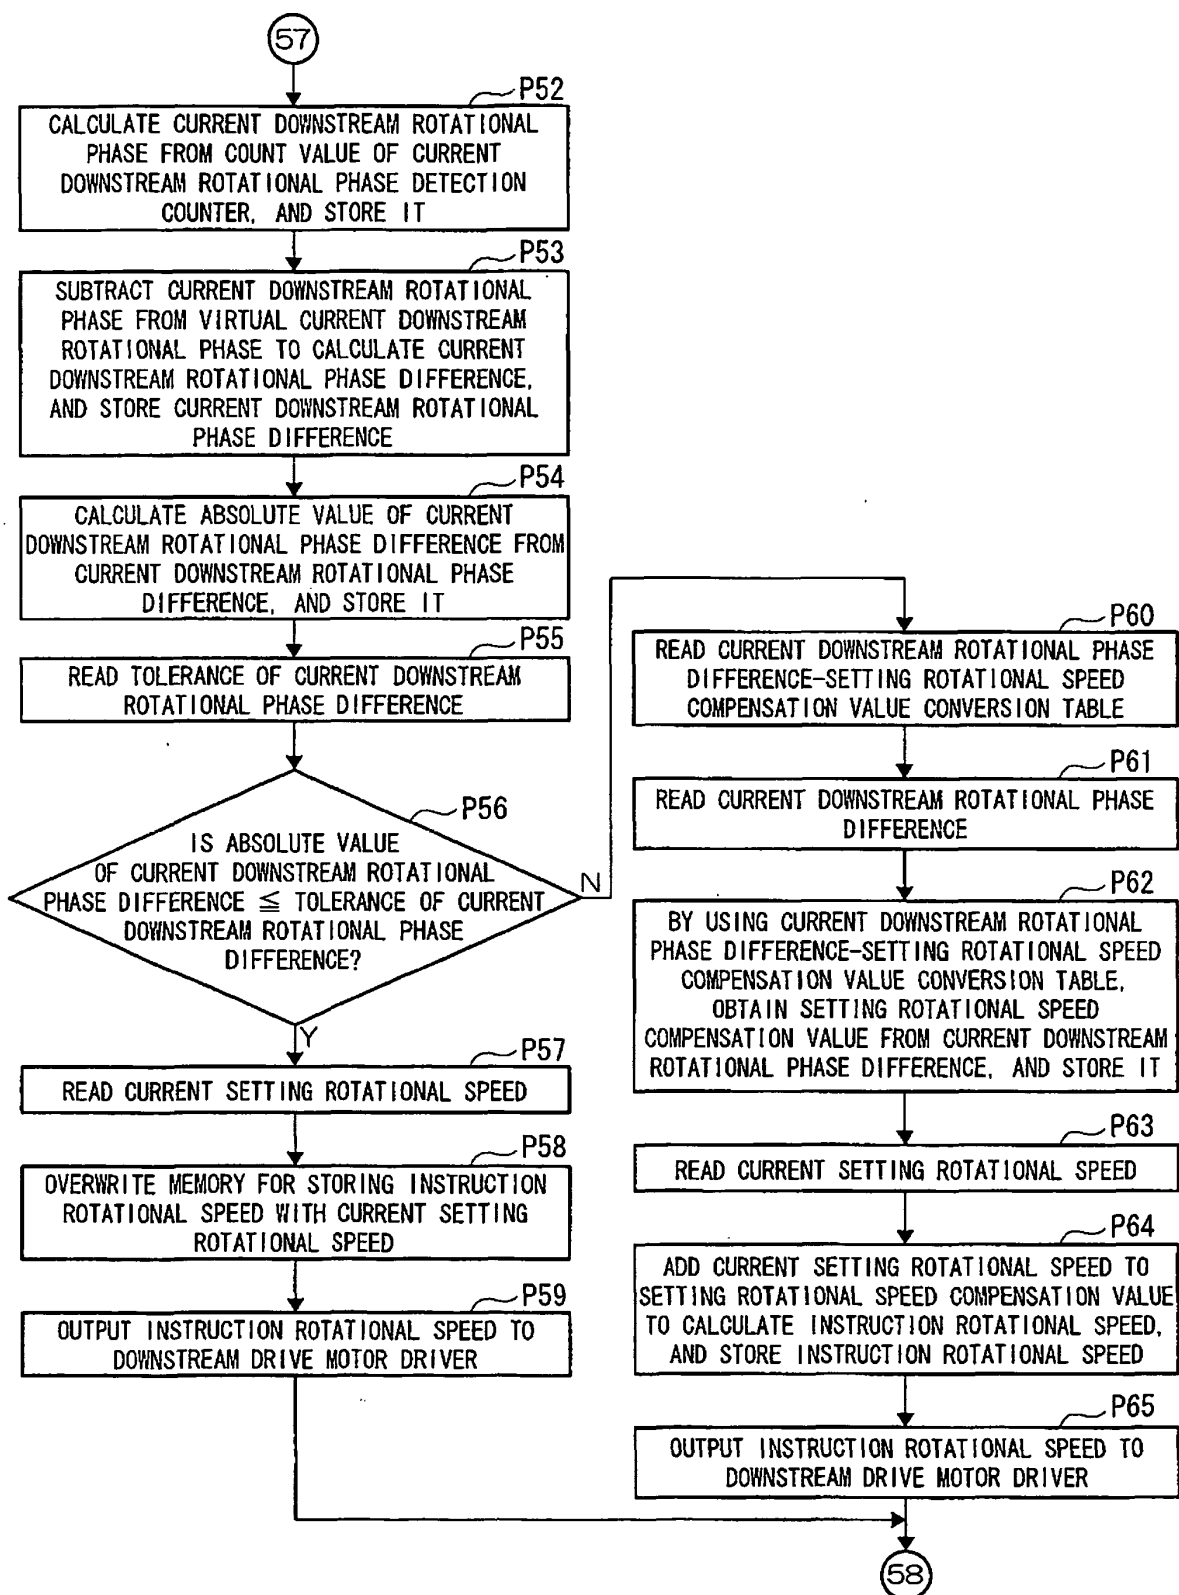 57
P52
CALCULATE CURRENT DOWNSTREAM ROTATIONAL
PHASE FROM COUNT VALUE OF CURRENT
DOWNSTREAM ROTATIONAL PHASE DETECTION
COUNTER, AND STORE IT
P53
SUBTRACT CURRENT DOWNSTREAM ROTATIONAL
PHASE FROM VIRTUAL CURRENT DOWNSTREAM
ROTATIONAL PHASE TO CALCULATE CURRENT
DOWNSTREAM ROTATIONAL PHASE DIFFERENCE,
AND STORE CURRENT DOWNSTREAM ROTATIONAL
PHASE DIFFERENCE
P54
CALCULATE ABSOLUTE VALUE OF CURRENT
DOWNSTREAM ROTATIONAL PHASE DIFFERENCE FROM
CURRENT DOWNSTREAM ROTATIONAL PHASE
DIFFERENCE, AND STORE IT
P55
READ TOLERANCE OF CURRENT DOWNSTREAM
ROTATIONAL PHASE DIFFERENCE
P56
IS ABSOLUTE VALUE
OF CURRENT DOWNSTREAM ROTATIONAL
PHASE DIFFERENCE ≦ TOLERANCE OF CURRENT
DOWNSTREAM ROTATIONAL PHASE
DIFFERENCE?
N
Y
P57
READ CURRENT SETTING ROTATIONAL SPEED
P58
OVERWRITE MEMORY FOR STORING INSTRUCTION
ROTATIONAL SPEED WITH CURRENT SETTING
ROTATIONAL SPEED
P59
OUTPUT INSTRUCTION ROTATIONAL SPEED TO
DOWNSTREAM DRIVE MOTOR DRIVER
P60
READ CURRENT DOWNSTREAM ROTATIONAL PHASE
DIFFERENCE-SETTING ROTATIONAL SPEED
COMPENSATION VALUE CONVERSION TABLE
P61
READ CURRENT DOWNSTREAM ROTATIONAL PHASE
DIFFERENCE
P62
BY USING CURRENT DOWNSTREAM ROTATIONAL
PHASE DIFFERENCE-SETTING ROTATIONAL SPEED
COMPENSATION VALUE CONVERSION TABLE,
OBTAIN SETTING ROTATIONAL SPEED
COMPENSATION VALUE FROM CURRENT DOWNSTREAM
ROTATIONAL PHASE DIFFERENCE, AND STORE IT
P63
READ CURRENT SETTING ROTATIONAL SPEED
P64
ADD CURRENT SETTING ROTATIONAL SPEED TO
SETTING ROTATIONAL SPEED COMPENSATION VALUE
TO CALCULATE INSTRUCTION ROTATIONAL SPEED,
AND STORE INSTRUCTION ROTATIONAL SPEED
P65
OUTPUT INSTRUCTION ROTATIONAL SPEED TO
DOWNSTREAM DRIVE MOTOR DRIVER
58